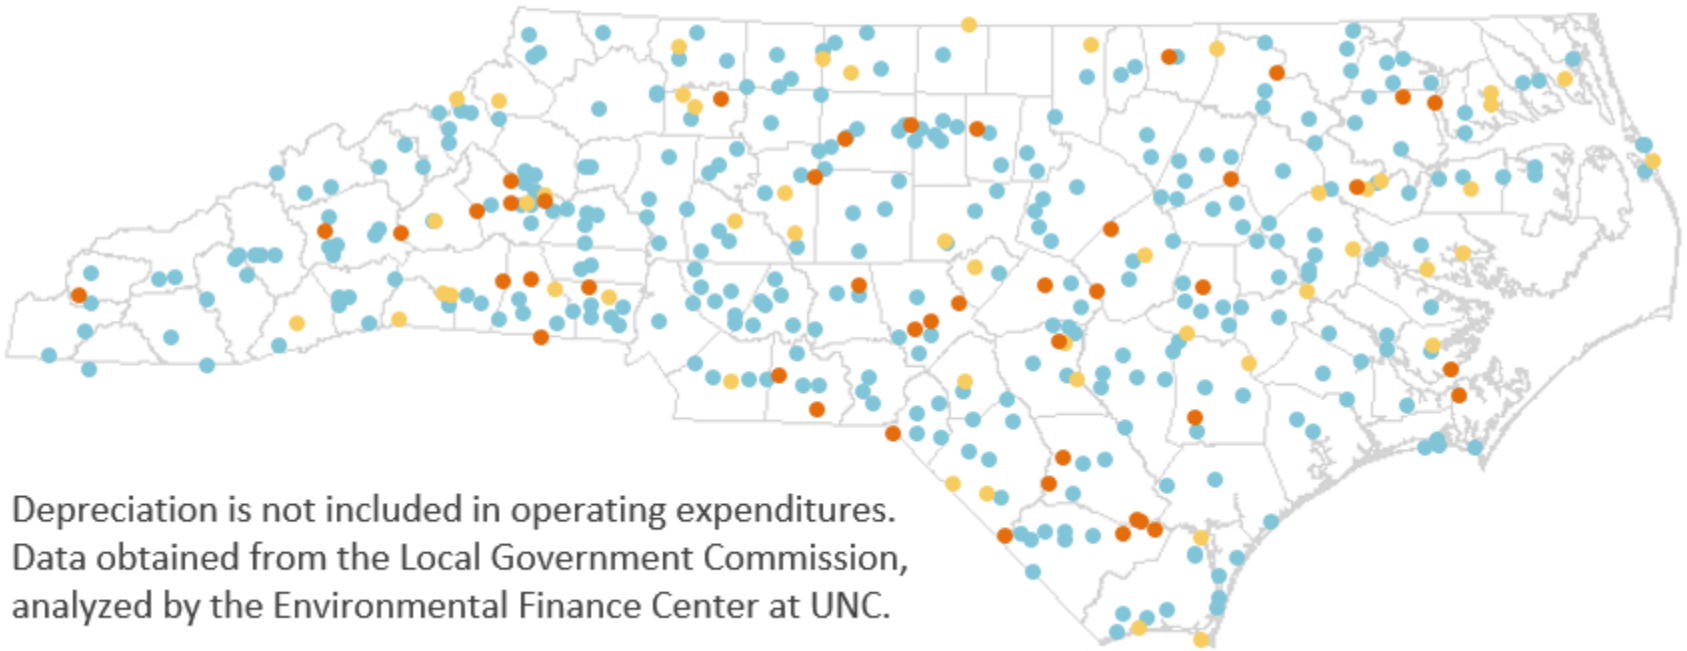 Depreciation is not included in operating expenditures.
Data obtained from the Local Government Commission,
analyzed by the Environmental Finance Center at UNC.